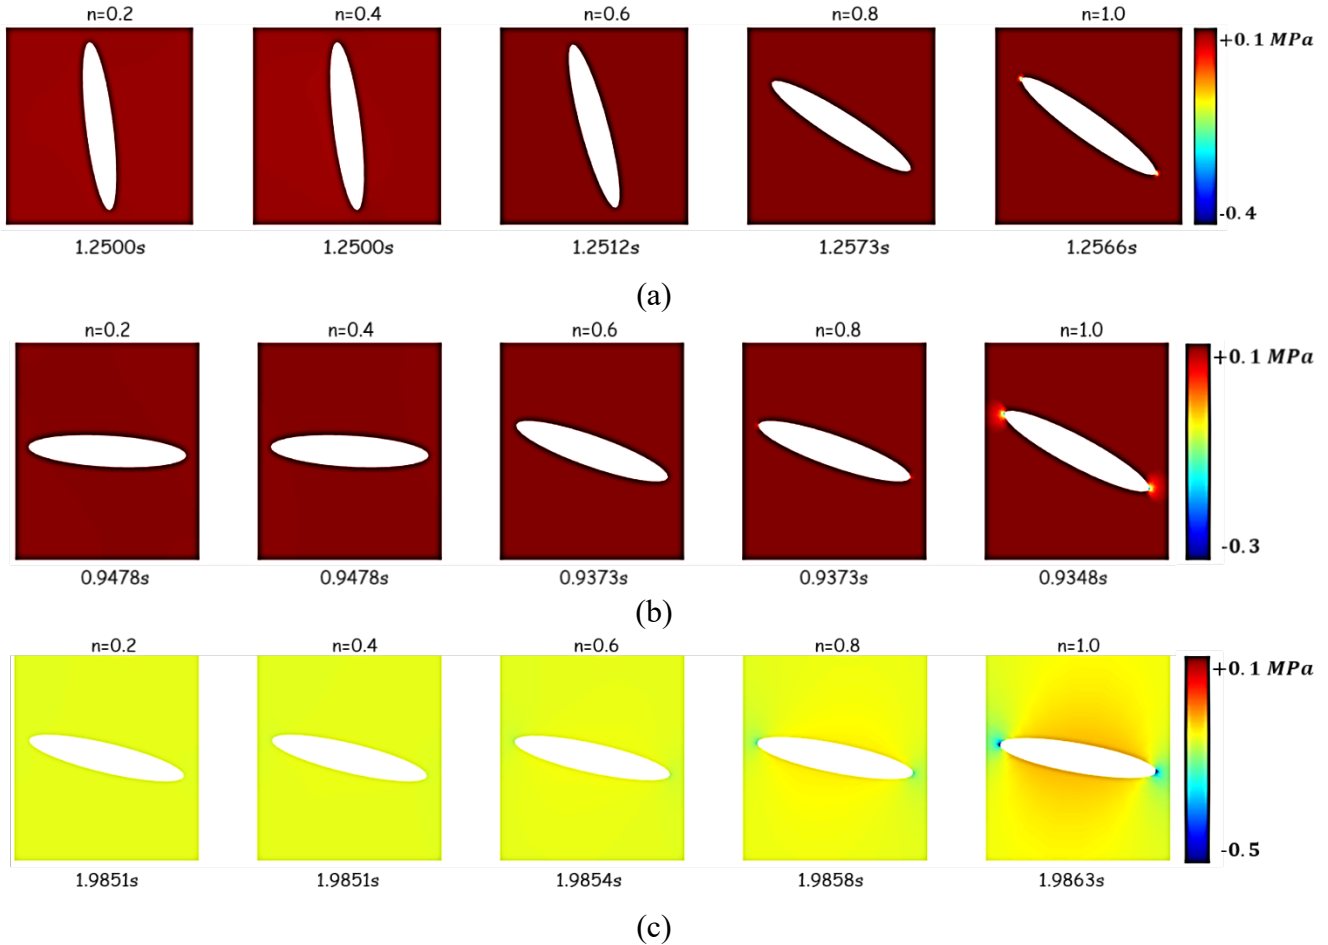 n=0.2 n=0.4 n=0.6 n=0.8 n=1.0
+0.1 MPa
-0.4
1.2500s 1.2500s 1.2512s 1.2573s 1.2566s
(a)
n=0.2 n=0.4 n=0.6 n=0.8 n=1.0
+0.1 MPa
-0.3
0.9478s 0.9478s 0.9373s 0.9373s 0.9348s
(b)
n=0.2 n=0.4 n=0.6 n=0.8 n=1.0
+0.1 MPa
-0.5
1.9851s 1.9851s 1.9854s 1.9858s 1.9863s
(c)